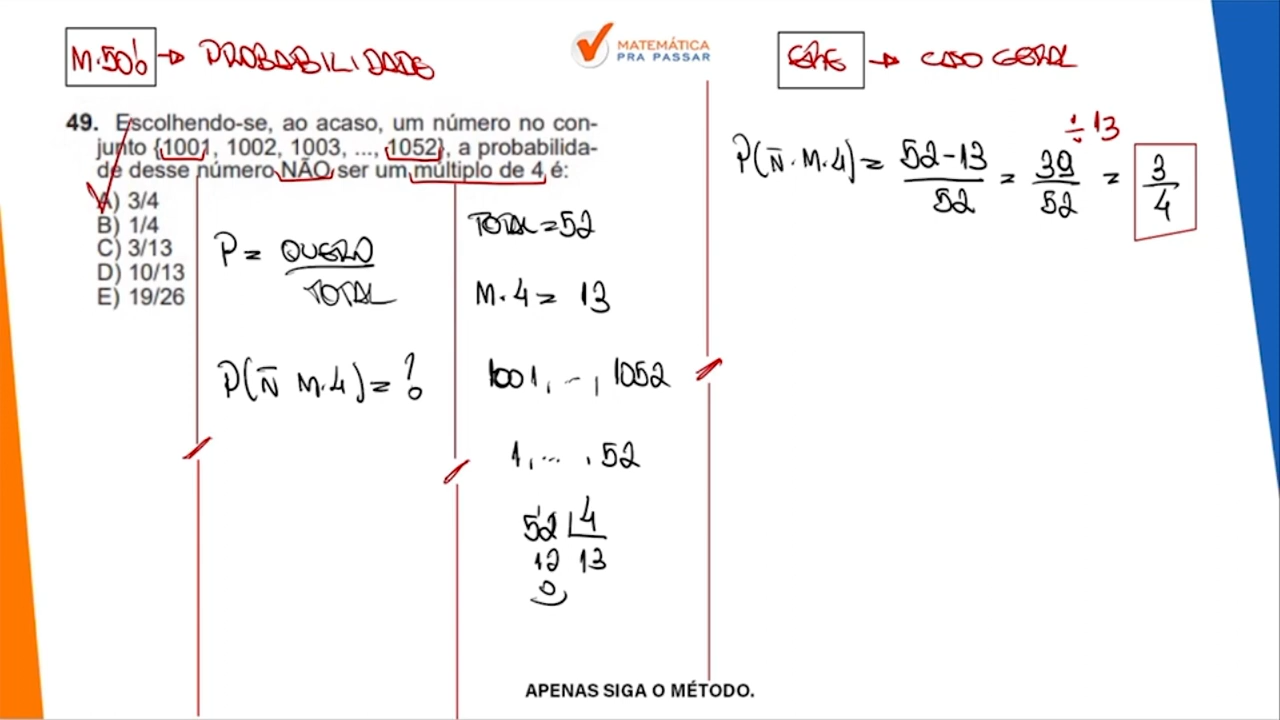 M.506 → PROBABILIDADE
MATEMÁTICA
PRA PASSAR
→ CASO GERAL
49. Escolhendo-se, ao acaso, um número no con-
junto {1001, 1002, 1003, ..., 1052}, a probabilida-
de desse número NÃO ser um múltiplo de 4 é:
A) 3/4
B) 1/4
C) 3/13
D) 10/13
E) 19/26
P = QUERO
TOTAL
P(Ñ M.4) = ?
TOTAL = 52
M.4 = 13
1001, ..., 1052
1, ..., 52
52 4
12 13
0
÷ 13
P(Ñ.M.4) = 52-13 = 39 = 3
52 52 4
APENAS SIGA O MÉTODO.